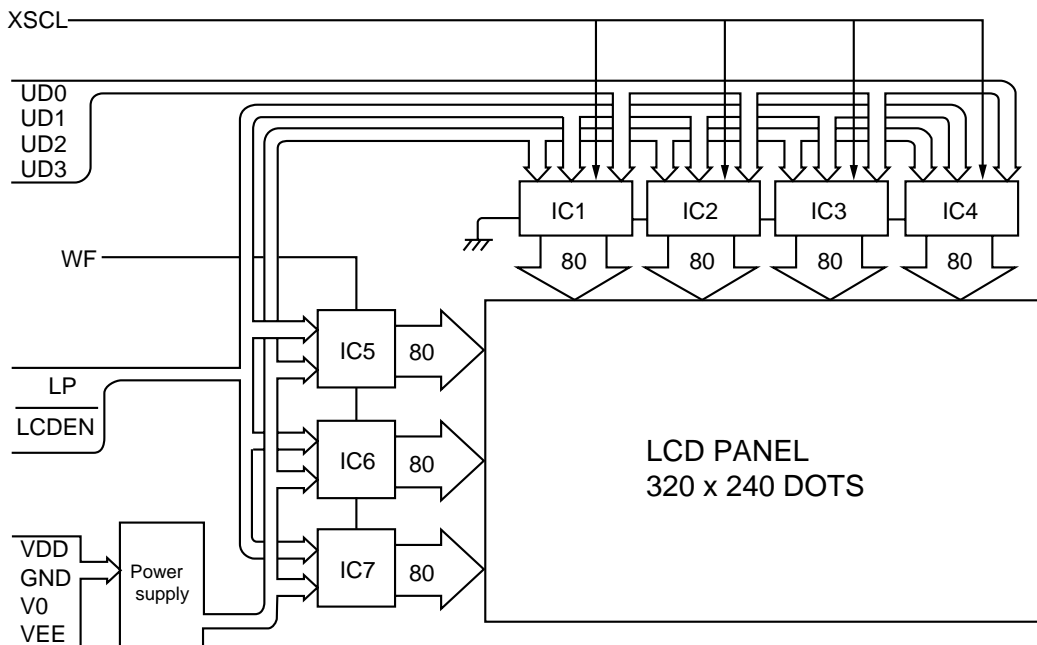 XSCL
UD0
UD1
UD2
UD3
IC1
IC2
IC3
IC4
80
80
80
80
WF
IC5
80
LP
LCDEN
IC6
80
LCD PANEL
320 x 240 DOTS
IC7
80
VDD
GND
V0
VEE
Power
supply